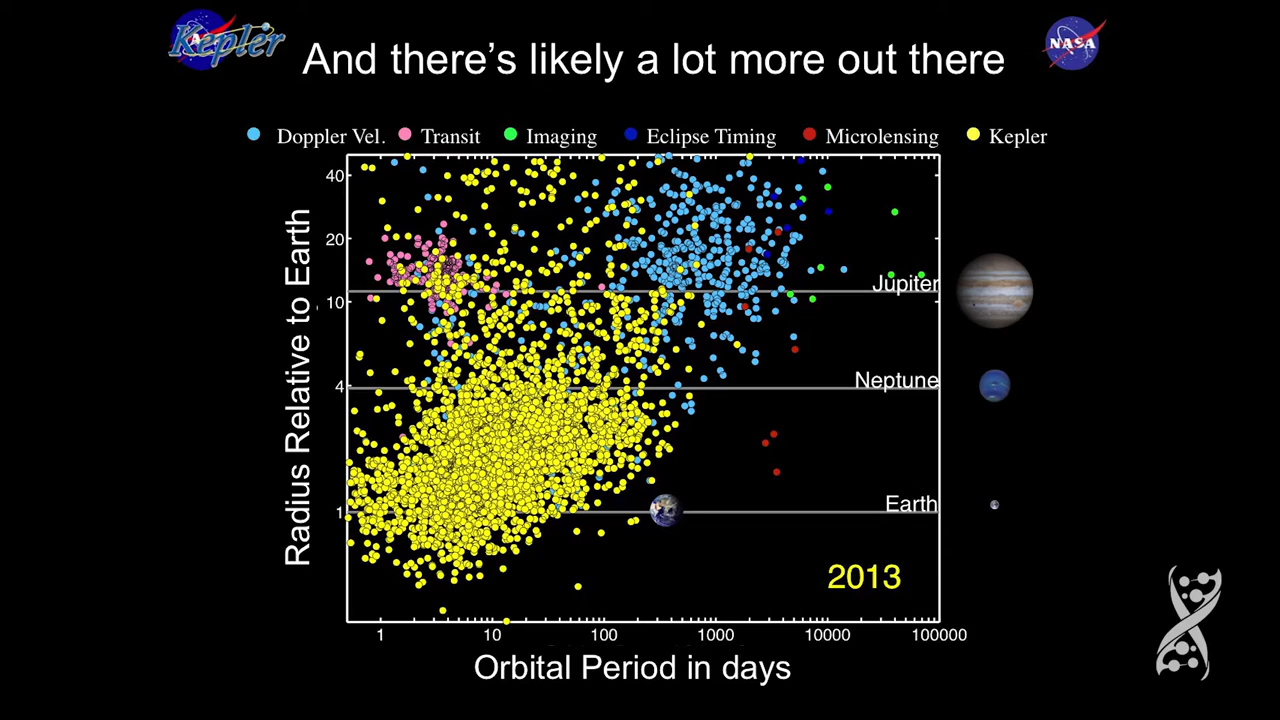 Kepler
NASA
And there's likely a lot more out there
Doppler Vel. Transit Imaging Eclipse Timing Microlensing Kepler
Radius Relative to Earth
40
20
10
4
1
Jupiter
Neptune
Earth
2013
1 10 100 1000 10000 100000
Orbital Period in days